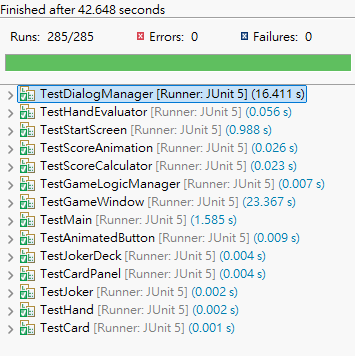 Finished after 42.648 seconds
Runs: 285/285 Errors: 0 Failures: 0
TestDialogManager [Runner: JUnit 5] (16.411 s)
TestHandEvaluator [Runner: JUnit 5] (0.056 s)
TestStartScreen [Runner: JUnit 5] (0.988 s)
TestScoreAnimation [Runner: JUnit 5] (0.026 s)
TestScoreCalculator [Runner: JUnit 5] (0.023 s)
TestGameLogicManager [Runner: JUnit 5] (0.007 s)
TestGameWindow [Runner: JUnit 5] (23.367 s)
TestMain [Runner: JUnit 5] (1.585 s)
TestAnimatedButton [Runner: JUnit 5] (0.009 s)
TestJokerDeck [Runner: JUnit 5] (0.004 s)
TestCardPanel [Runner: JUnit 5] (0.004 s)
TestJoker [Runner: JUnit 5] (0.002 s)
TestHand [Runner: JUnit 5] (0.002 s)
TestCard [Runner: JUnit 5] (0.001 s)